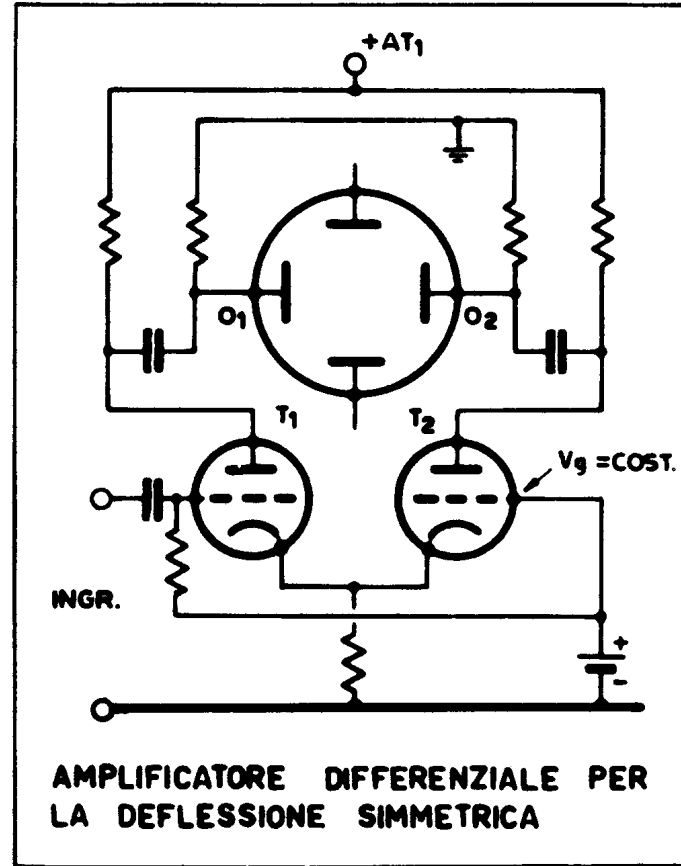 +AT1
O1
O2
T1
T2
Vg =COST.
INGR.
+
-
AMPLIFICATORE DIFFERENZIALE PER
LA DEFLESSIONE SIMMETRICA